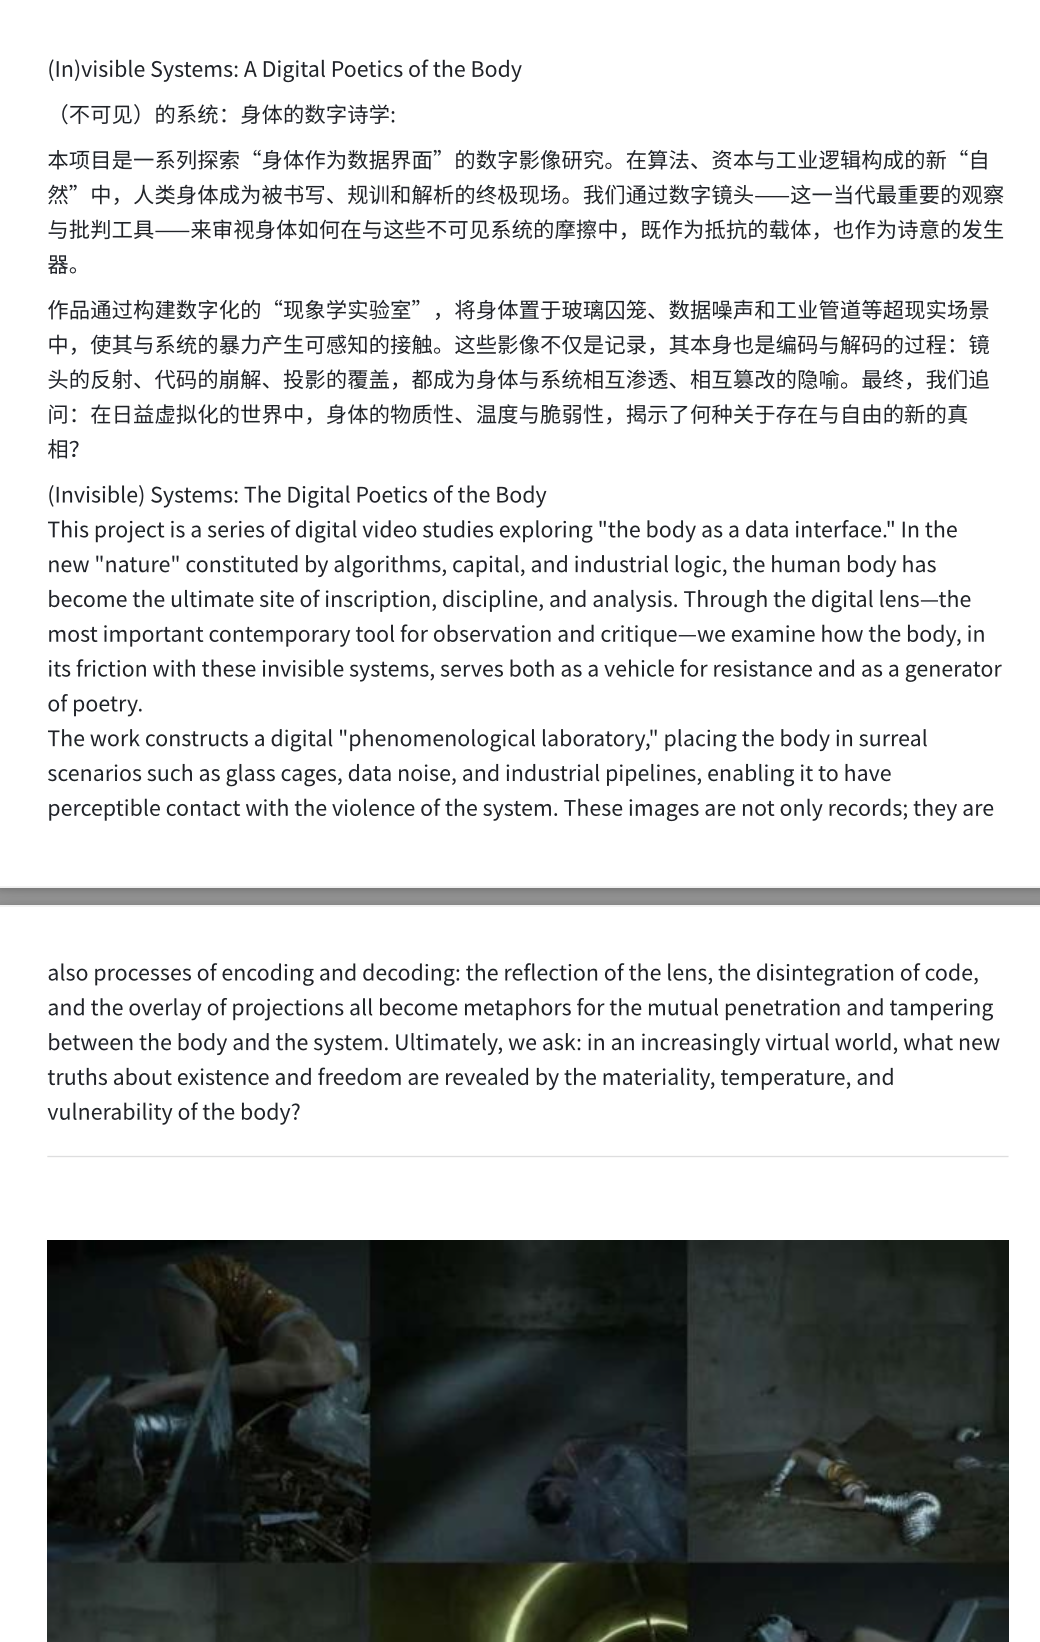 (In)visible Systems: A Digital Poetics of the Body
（不可见）的系统：身体的数字诗学:
本项目是一系列探索“身体作为数据界面”的数字影像研究。在算法、资本与工业逻辑构成的新“自
然”中，人类身体成为被书写、规训和解析的终极现场。我们通过数字镜头——这一当代最重要的观察
与批判工具——来审视身体如何在与这些不可见系统的摩擦中，既作为抵抗的载体，也作为诗意的发生
器。
作品通过构建数字化的“现象学实验室”，将身体置于玻璃囚笼、数据噪声和工业管道等超现实场景
中，使其与系统的暴力产生可感知的接触。这些影像不仅是记录，其本身也是编码与解码的过程：镜
头的反射、代码的崩解、投影的覆盖，都成为身体与系统相互渗透、相互篡改的隐喻。最终，我们追
问：在日益虚拟化的世界中，身体的物质性、温度与脆弱性，揭示了何种关于存在与自由的新的真
相？
(Invisible) Systems: The Digital Poetics of the Body
This project is a series of digital video studies exploring "the body as a data interface." In the
new "nature" constituted by algorithms, capital, and industrial logic, the human body has
become the ultimate site of inscription, discipline, and analysis. Through the digital lens—the
most important contemporary tool for observation and critique—we examine how the body, in
its friction with these invisible systems, serves both as a vehicle for resistance and as a generator
of poetry.
The work constructs a digital "phenomenological laboratory," placing the body in surreal
scenarios such as glass cages, data noise, and industrial pipelines, enabling it to have
perceptible contact with the violence of the system. These images are not only records; they are
also processes of encoding and decoding: the reflection of the lens, the disintegration of code,
and the overlay of projections all become metaphors for the mutual penetration and tampering
between the body and the system. Ultimately, we ask: in an increasingly virtual world, what new
truths about existence and freedom are revealed by the materiality, temperature, and
vulnerability of the body?